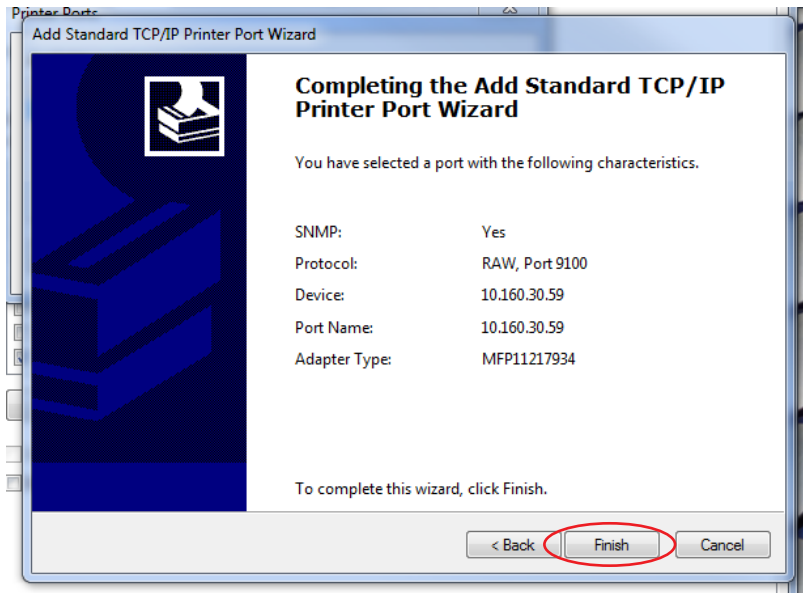 Printer Ports
Add Standard TCP/IP Printer Port Wizard
Completing the Add Standard TCP/IP
Printer Port Wizard
You have selected a port with the following characteristics.
SNMP: Yes
Protocol: RAW, Port 9100
Device: 10.160.30.59
Port Name: 10.160.30.59
Adapter Type: MFP11217934
To complete this wizard, click Finish.
< Back Finish Cancel